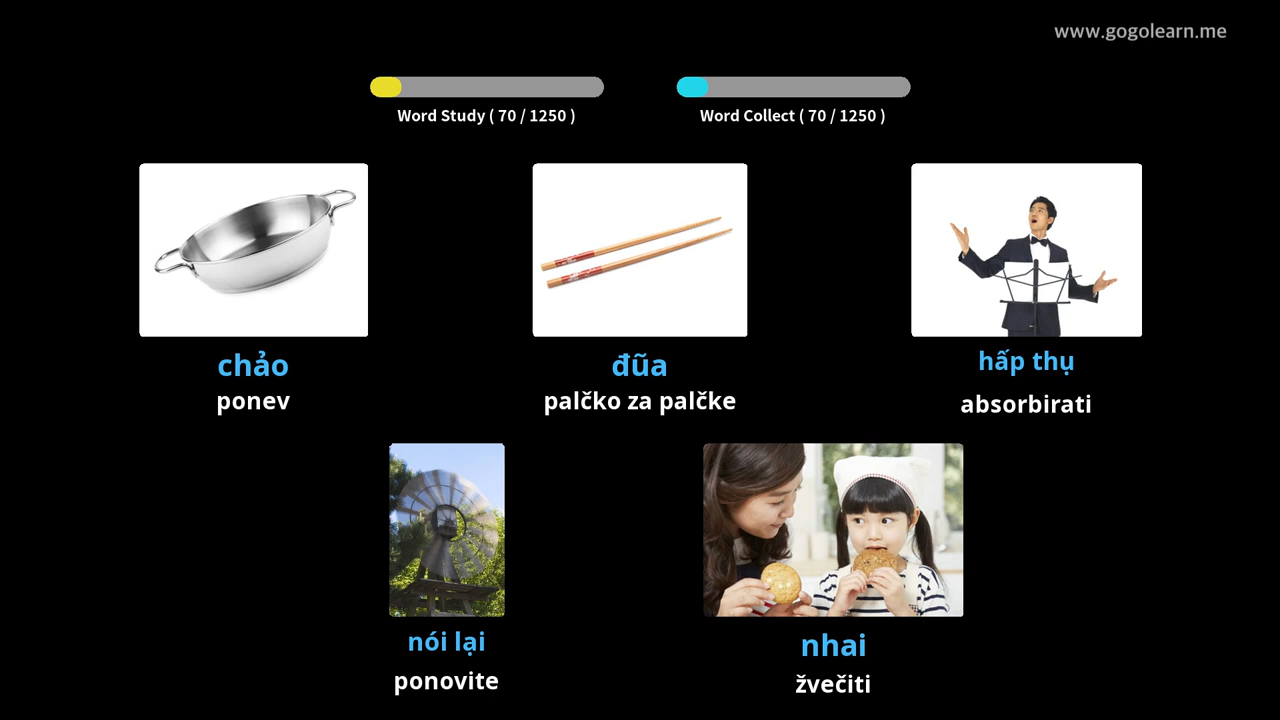 www.gogolearn.me
Word Study ( 70 / 1250 )
Word Collect ( 70 / 1250 )
chảo
ponev
đũa
palčko za palčke
hấp thụ
absorbirati
nói lại
ponovite
nhai
žvečiti